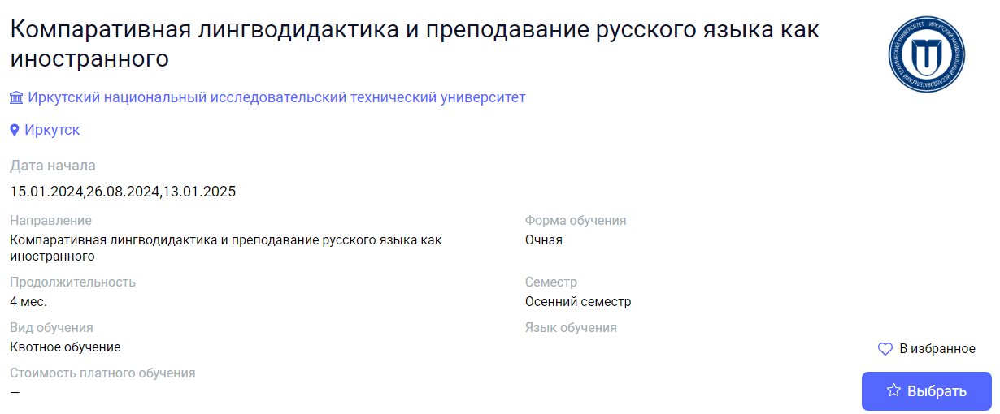 Компаративная лингводидактика и преподавание русского языка как
иностранного
ИРКУТСКИЙ НАЦИОНАЛЬНЫЙ ИССЛЕДОВАТЕЛЬСКИЙ ТЕХНИЧЕСКИЙ УНИВЕРСИТЕТ
Иркутский национальный исследовательский технический университет
Иркутск
Дата начала
15.01.2024,26.08.2024,13.01.2025
Направление
Компаративная лингводидактика и преподавание русского языка как
иностранного
Форма обучения
Очная
Продолжительность
4 мес.
Семестр
Осенний семестр
Вид обучения
Квотное обучение
Язык обучения
Стоимость платного обучения
—
В избранное
Выбрать